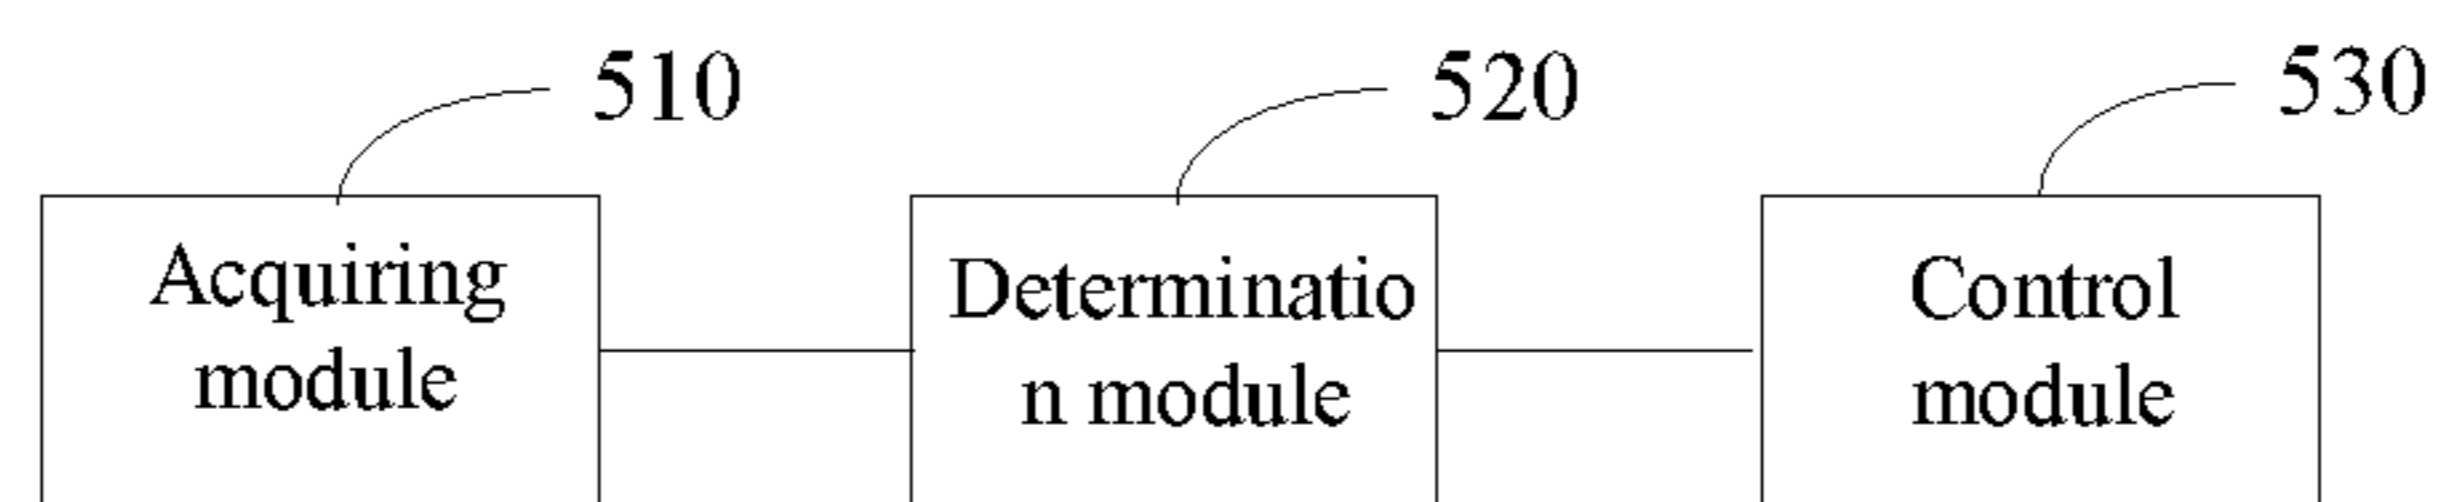 510
520
530
Acquiring
module
Determinatio
n module
Control
module